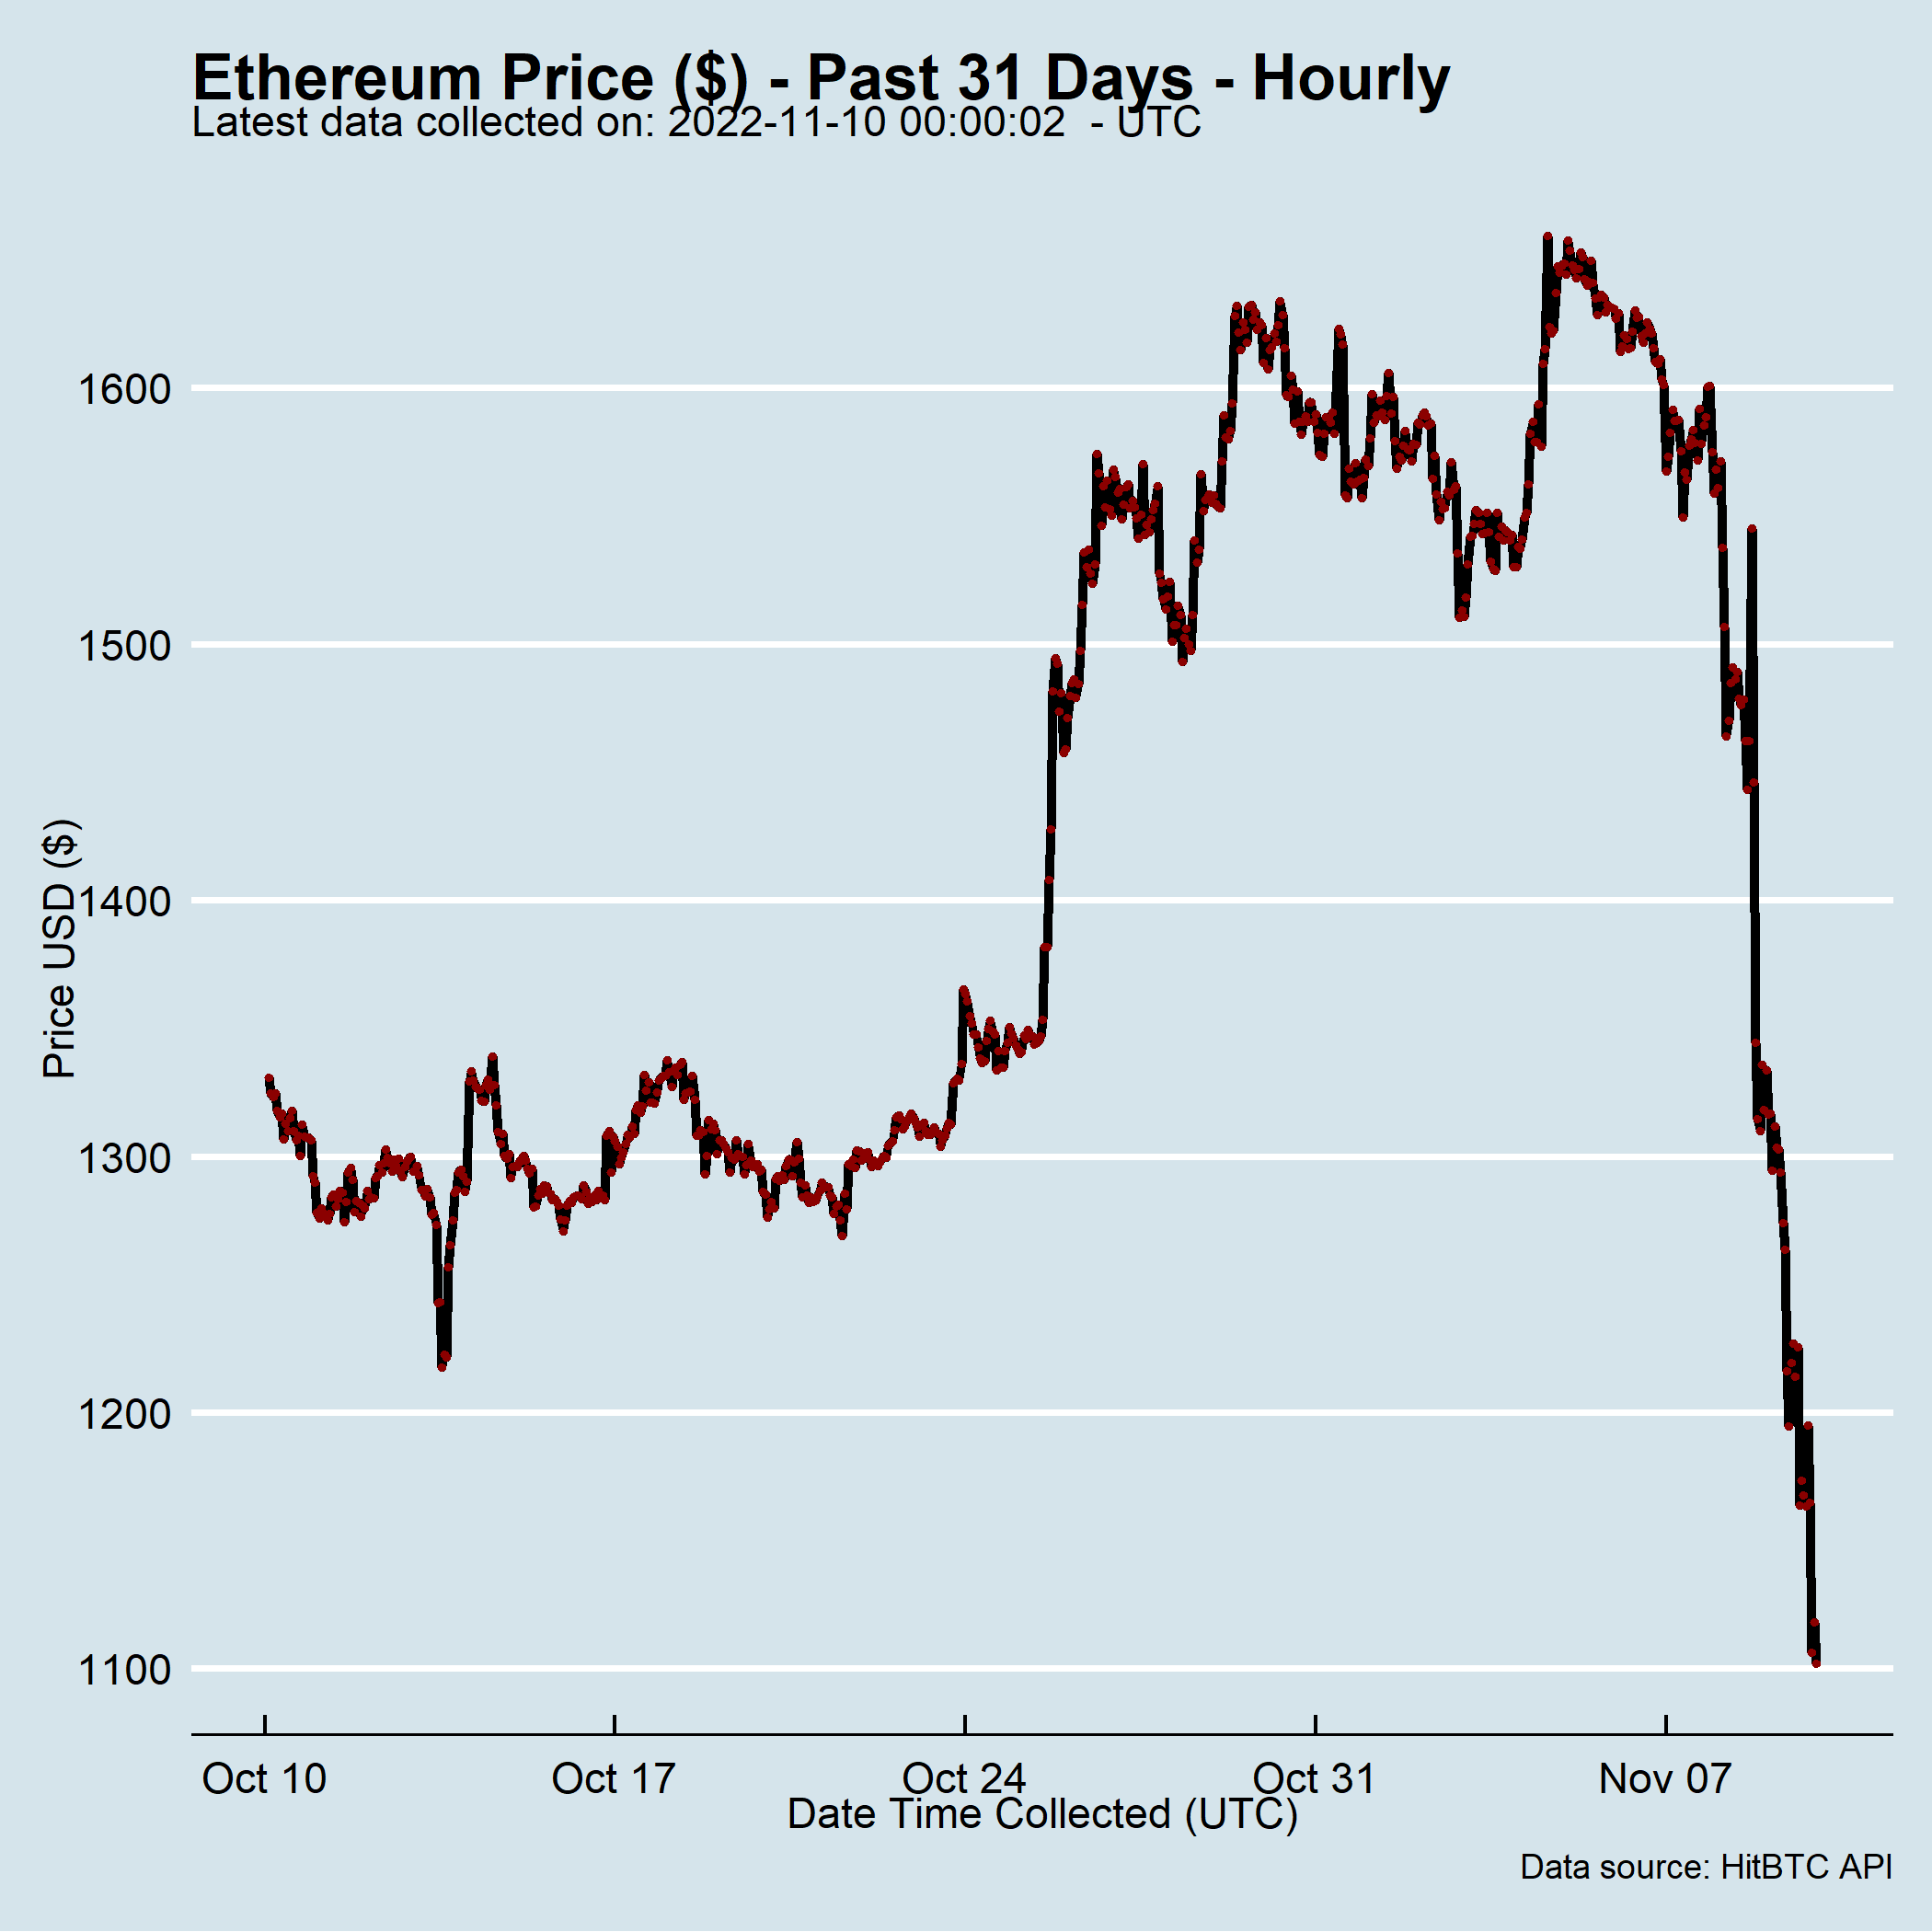 Ethereum Price ($) - Past 31 Days - Hourly
Latest data collected on: 2022-11-10 00:00:02  - UTC
Price USD ($)
1600
1500
1400
1300
1200
1100
Oct 10
Oct 17
Oct 24
Oct 31
Nov 07
Date Time Collected (UTC)
Data source: HitBTC API